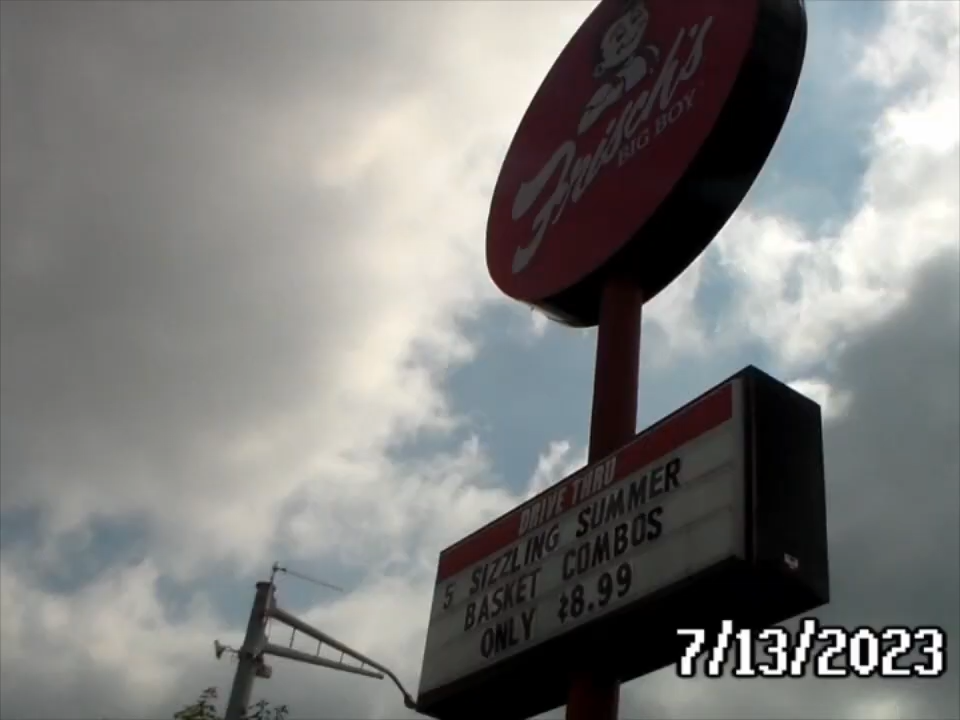 Frisch's
BIG BOY
DRIVE THRU
5 SIZZLING SUMMER
BASKET COMBOS
ONLY $8.99
7/13/2023